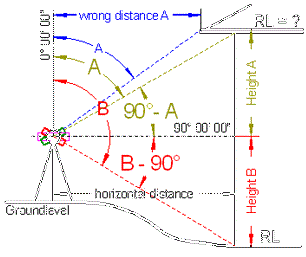 wrong distance A
RL = ?
0° 00' 00"
A
A
Height A
B
90°- A
90° 00' 00"
B - 90°
Height B
horizontal distance
Groundlevel
RL